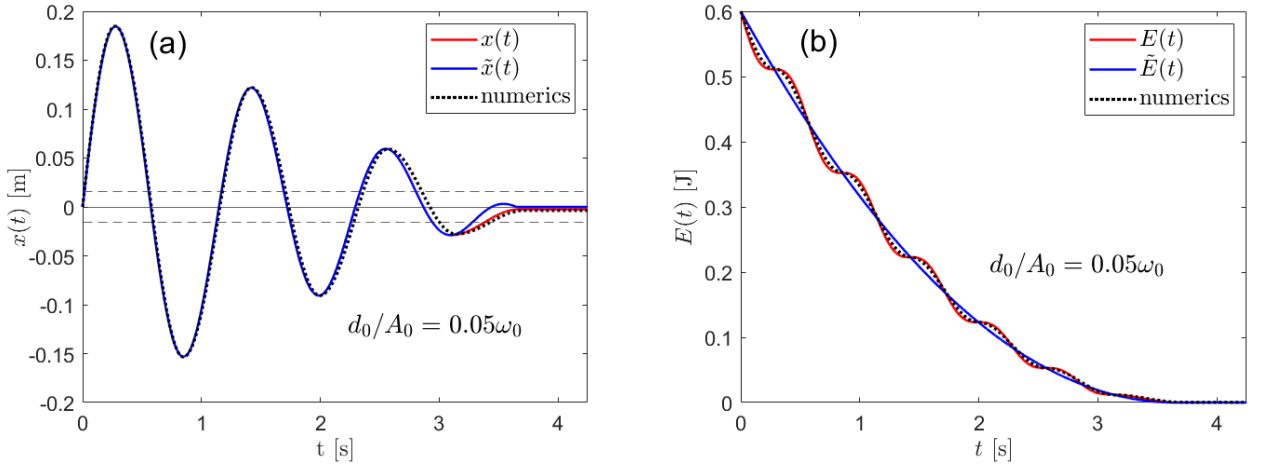 (a)
x(t)
x̃(t)
numerics
0.2
0.15
0.1
0.05
0
-0.05
-0.1
-0.15
-0.2
x(t) [m]
d₀/A₀ = 0.05ω₀
0 1 2 3 4
t [s]
(b)
E(t)
Ẽ(t)
numerics
0.6
0.5
0.4
0.3
0.2
0.1
0
E(t) [J]
d₀/A₀ = 0.05ω₀
0 1 2 3 4
t [s]